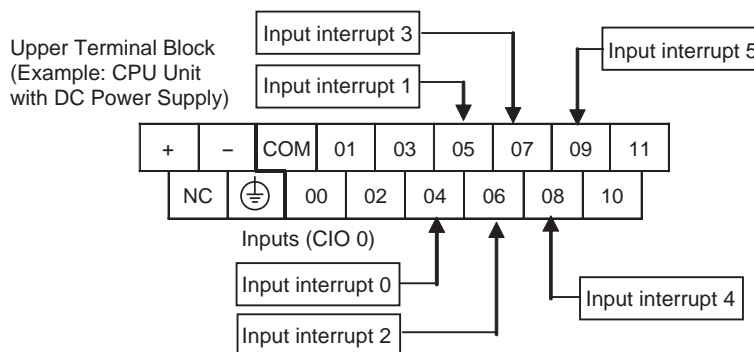 Input interrupt 3
Upper Terminal Block
(Example: CPU Unit
with DC Power Supply)
Input interrupt 5
Input interrupt 1
+ − COM 01 03 05 07 09 11
NC 00 02 04 06 08 10
Inputs (CIO 0)
Input interrupt 0
Input interrupt 4
Input interrupt 2